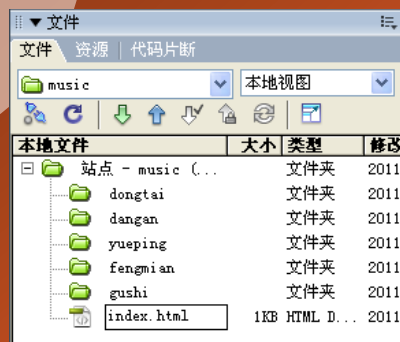 文件
文件 资源 代码片断
music 本地视图
本地文件 大小 类型 修改
站点 - music (... 文件夹 2011
dongtai 文件夹 2011
dangan 文件夹 2011
yueping 文件夹 2011
fengmian 文件夹 2011
gushi 文件夹 2011
index.html 1KB HTML D... 2011